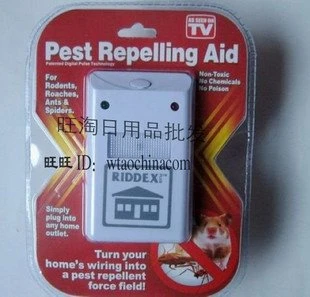 AS SEEN ON
TV
Pest Repelling Aid
Patented Digital Pulse Technology
For
Rodents,
Roaches,
Ants &
Spiders.
Non-Toxic
No Chemicals
No Poison
旺淘日用品批发
旺旺 ID：wtaochinacom
RIDDEX
Simply
plug into
any home
outlet.
Turn your
home's wiring into
a pest repellent
force field!